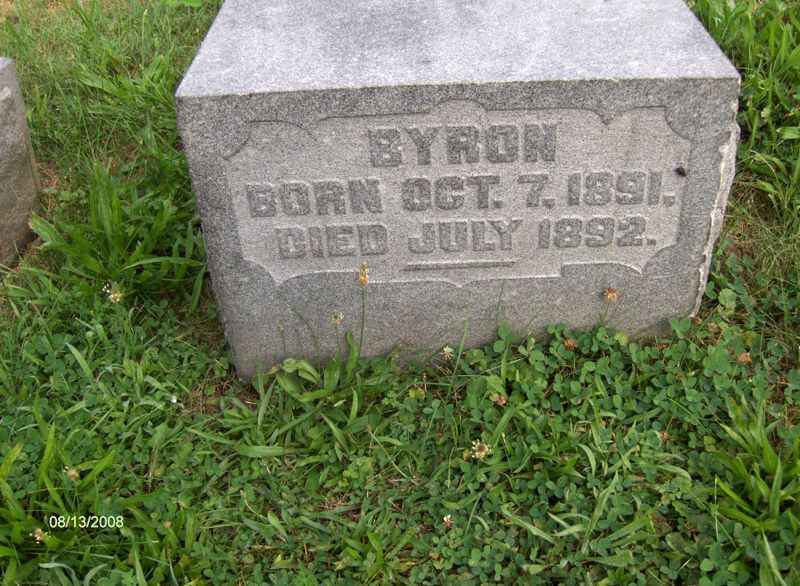 BYRON
BORN OCT. 7, 1891,
DIED JULY 1892.
08/13/2008